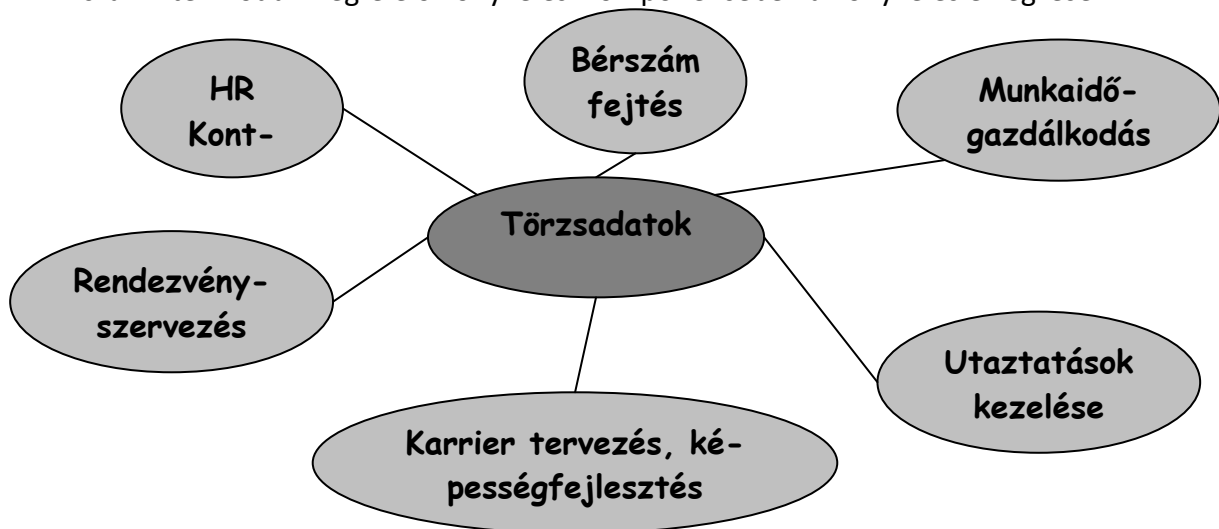 HR
Kont-
Bérszám
fejtés
Munkaidő-
gazdálkodás
Törzsadatok
Rendezvény-
szervezés
Utaztatások
kezelése
Karrier tervezés, ké-
pességfejlesztés